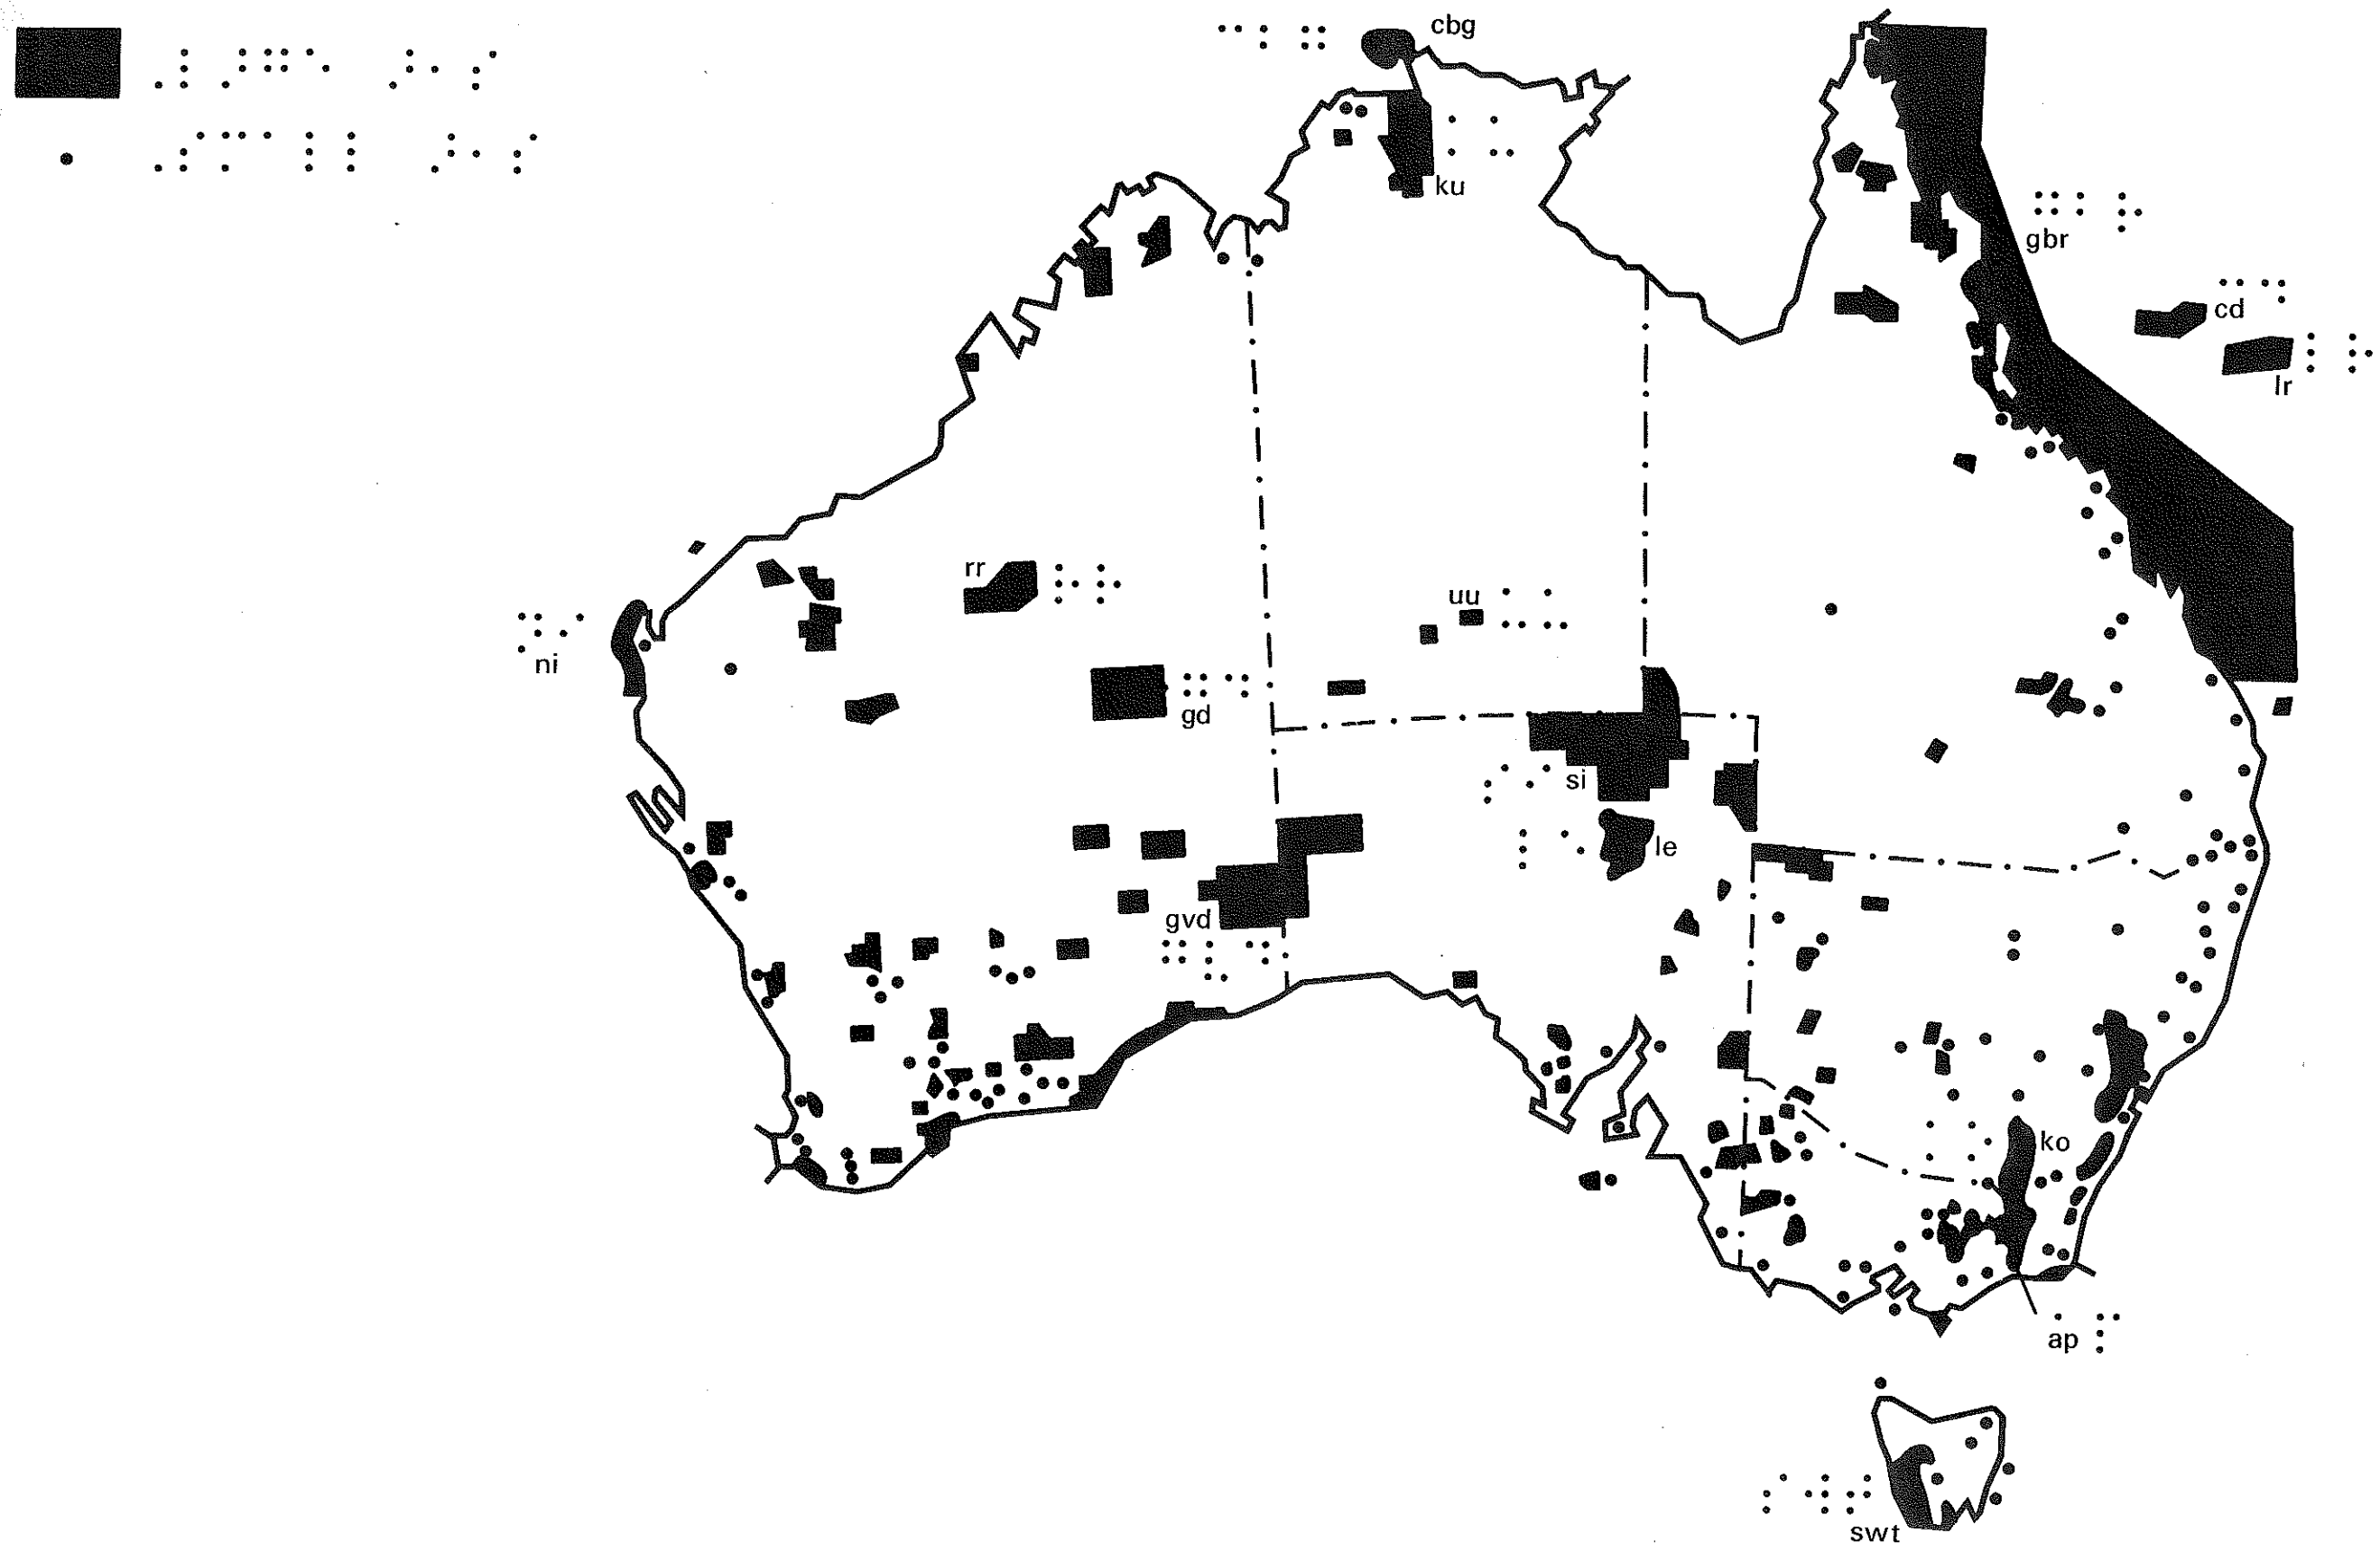 ⠠⠇⠜⠛⠑ ⠜⠂⠎
⠠⠎⠍⠁⠇⠇ ⠜⠂⠎
⠉⠃⠛ cbg
⠅⠥
ku
⠛⠃⠗
gbr
⠉⠙
cd
⠇⠗
lr
rr ⠗⠗
uu ⠥⠥
⠝⠊
ni
⠛⠙
gd
⠎⠊ si
⠇⠑ le
gvd
⠛⠧⠙
⠅⠕ ko
⠁⠏
ap
⠎⠺⠞
swt